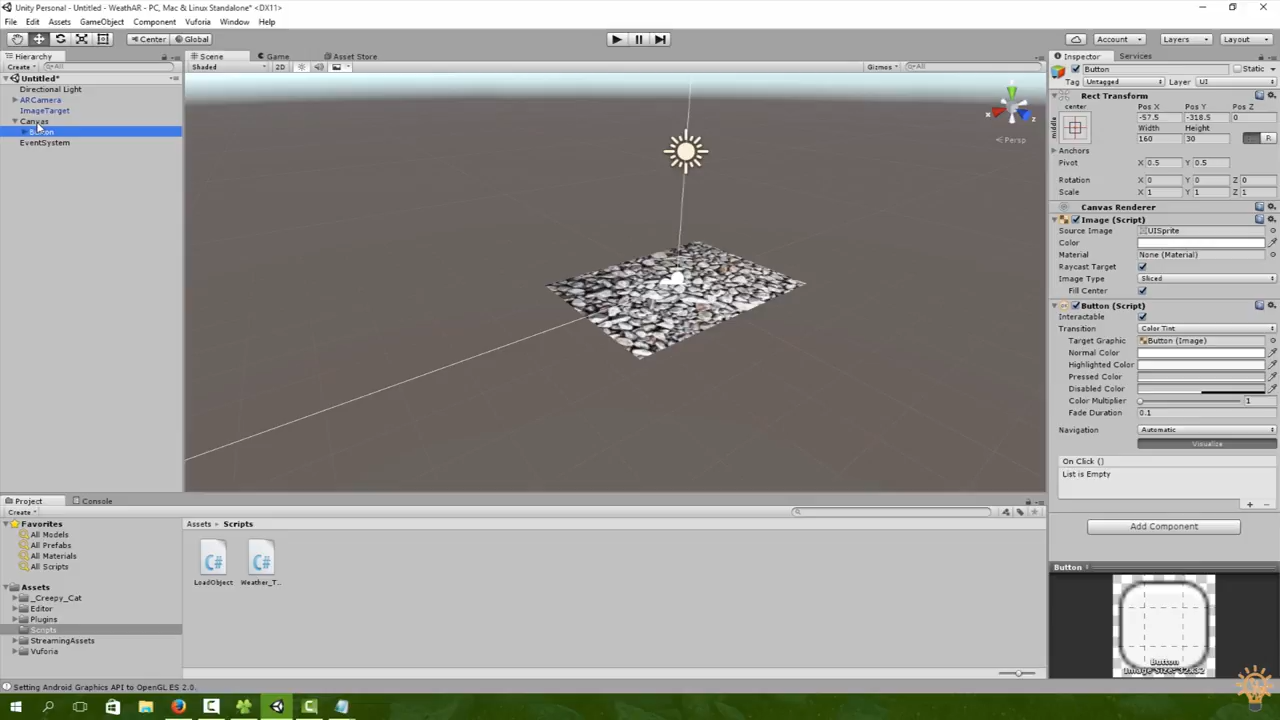 Unity Personal - Untitled - WeathAR - PC, Mac & Linux Standalone* <DX11>
File Edit Assets GameObject Component Vuforia Window Help
Center Global Account Layers Layout
Hierarchy Scene Game Asset Store Inspector Services
Create All Shaded 2D Gizmos All Button Static
Untitled* Tag Untagged Layer UI
Directional Light
ARCamera
ImageTarget
Canvas
Button
EventSystem
Persp
Rect Transform
center Pos X Pos Y Pos Z
middle -57.5 -318.5 0
Width Height
160 30 R
Anchors
Pivot X 0.5 Y 0.5
Rotation X 0 Y 0 Z 0
Scale X 1 Y 1 Z 1
Canvas Renderer
Image (Script)
Source Image UISprite
Color
Material None (Material)
Raycast Target
Image Type Sliced
Fill Center
Button (Script)
Interactable
Transition Color Tint
Target Graphic Button (Image)
Normal Color
Highlighted Color
Pressed Color
Disabled Color
Color Multiplier 1
Fade Duration 0.1
Navigation Automatic
Visualize
On Click ()
List is Empty
Add Component
Project Console
Create
Favorites
All Models
All Prefabs
All Materials
All Scripts
Assets
_Creepy_Cat
Editor
Plugins
Scripts
StreamingAssets
Vuforia
Assets Scripts
LoadObject Weather_T...
Button
Button
Image Size: 32x32
Setting Android Graphics API to OpenGL ES 2.0.